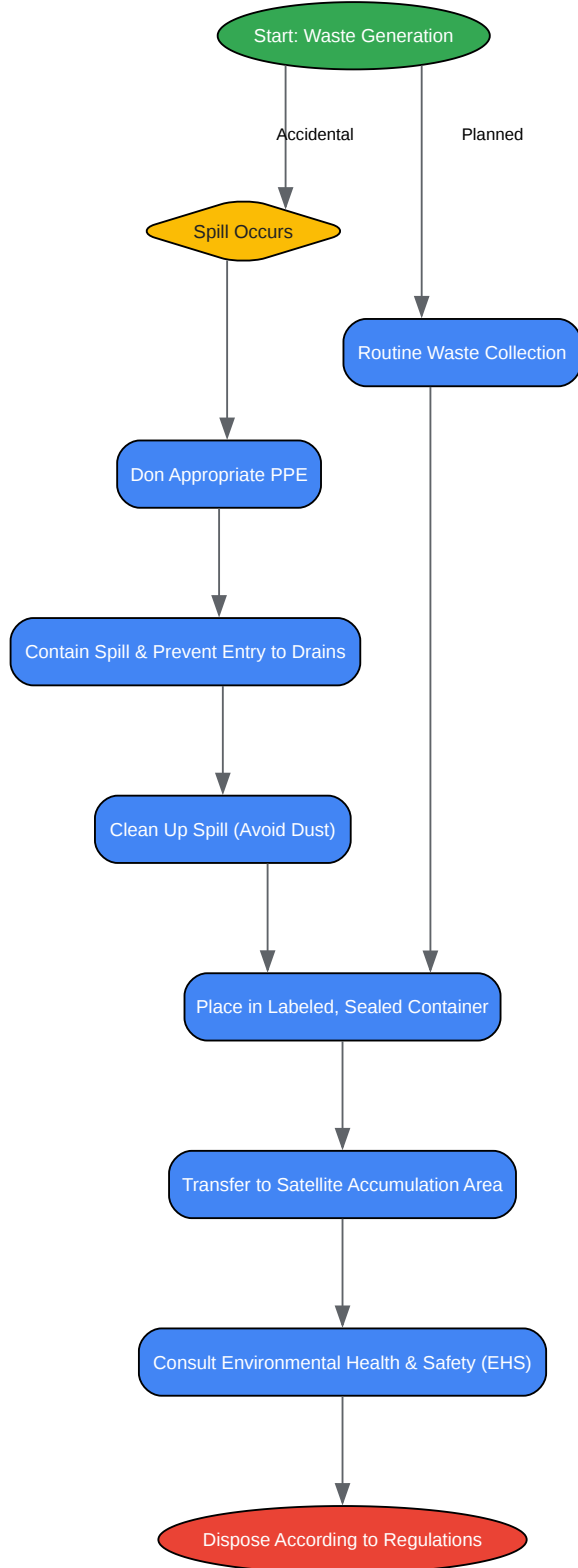 Start: Waste Generation
Accidental
Planned
Spill Occurs
Routine Waste Collection
Don Appropriate PPE
Contain Spill & Prevent Entry to Drains
Clean Up Spill (Avoid Dust)
Place in Labeled, Sealed Container
Transfer to Satellite Accumulation Area
Consult Environmental Health & Safety (EHS)
Dispose According to Regulations